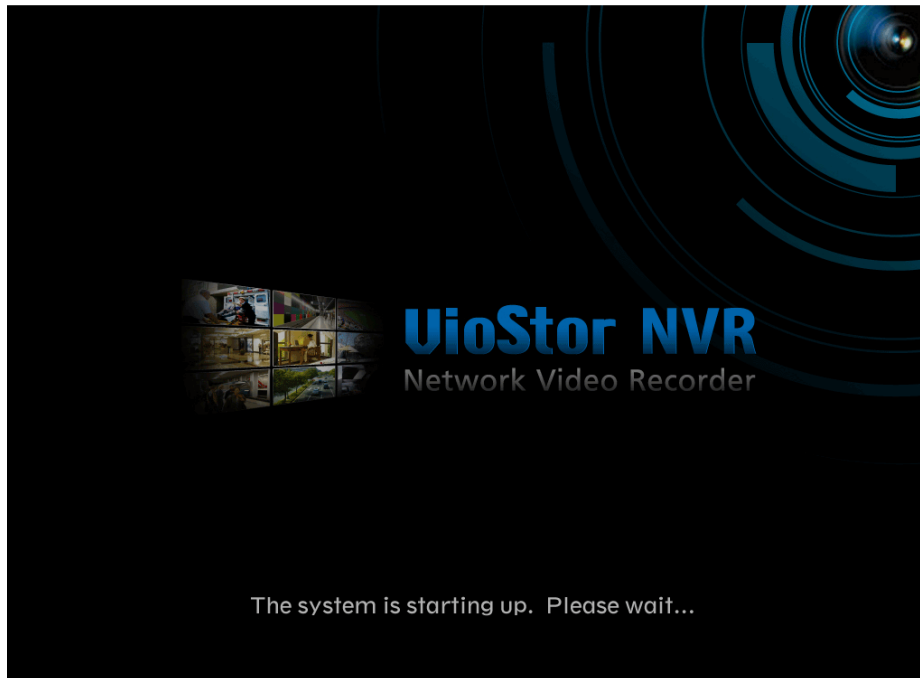 VioStor NVR
Network Video Recorder
The system is starting up.  Please wait...